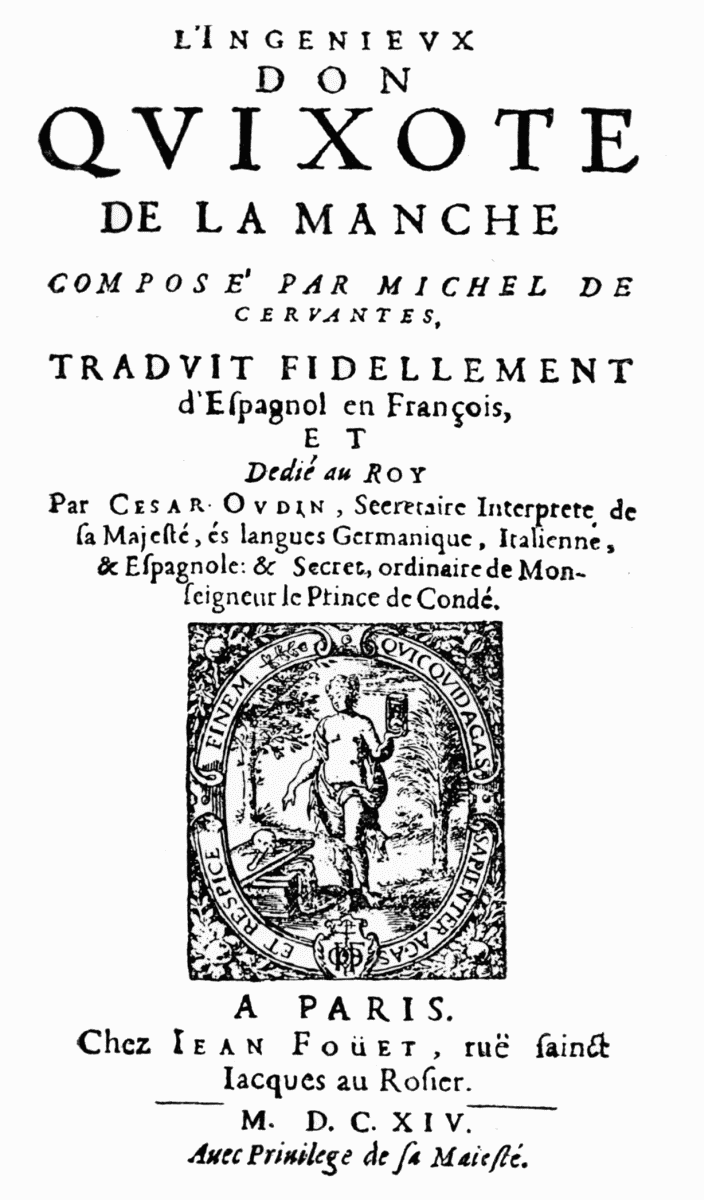 L'INGENIEVX
DON
QVIXOTE
DE LA MANCHE
COMPOSE' PAR MICHEL DE
CERVANTES,
TRADVIT FIDELLEMENT
d'Eſpagnol en François,
ET
Dedié au ROY
Par CESAR OVDIN, Secretaire Interprete de
ſa Majeſté, és langues Germanique, Italienne,
& Eſpagnole: & Secret, ordinaire de Mon-
ſeigneur le Prince de Condé.
QVICQVID AGAS
SAPIENTER AGAS
ET RESPICE
FINEM
A PARIS.
Chez IEAN FOÜET, ruë ſainct
Iacques au Roſier.
M. D. C. XIV.
Auec Priuilege de ſa Maieſté.